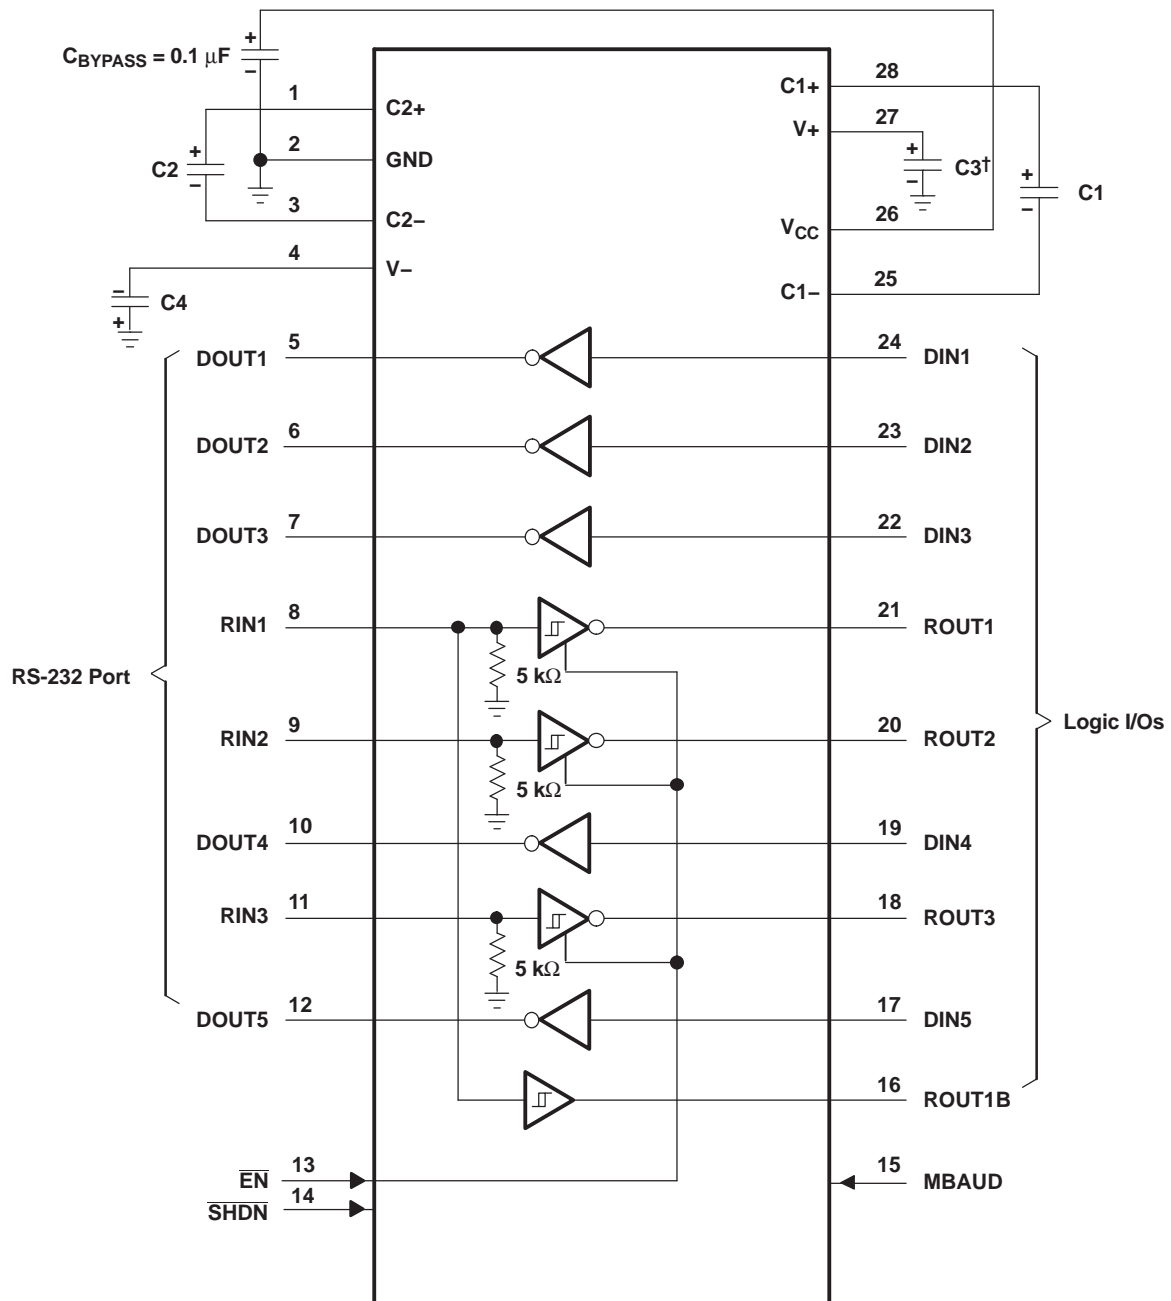 +
CBYPASS = 0.1 µF
−
1
C2+
C1+
28
27
V+
+
C2
−
2
GND
+
C3†
−
3
C2−
26
VCC
+
C1
−
4
V−
25
C1−
−
C4
+
DOUT1
5
24
DIN1
DOUT2
6
23
DIN2
DOUT3
7
22
DIN3
RIN1
8
21
ROUT1
5 kΩ
RS-232 Port
RIN2
9
20
ROUT2
Logic I/Os
5 kΩ
DOUT4
10
19
DIN4
RIN3
11
18
ROUT3
5 kΩ
DOUT5
12
17
DIN5
16
ROUT1B
EN
13
15
MBAUD
SHDN
14